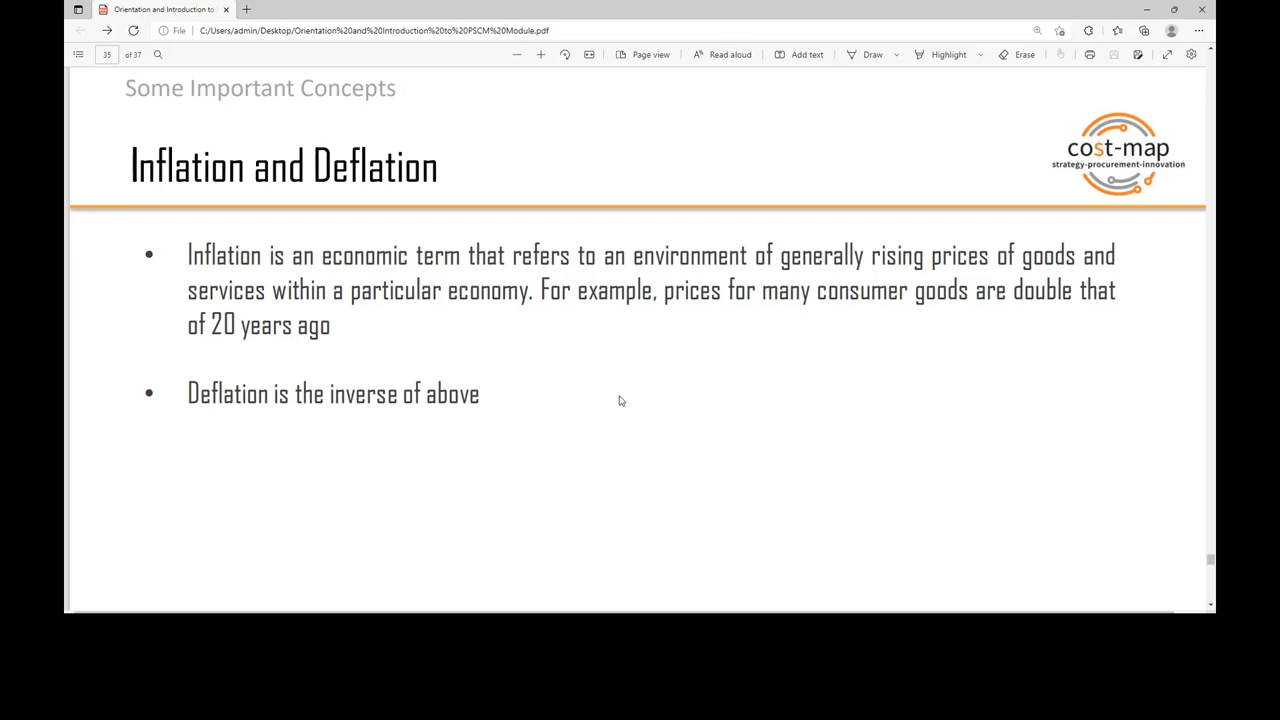 Orientation and Introduction to
File C:/Users/admin/Desktop/Orientation%20and%20Introduction%20to%20PSCM%20Module.pdf
35 of 37 Page view Read aloud Add text Draw Highlight Erase
Some Important Concepts
cost-map
strategy-procurement-innovation
Inflation and Deflation
• Inflation is an economic term that refers to an environment of generally rising prices of goods and
services within a particular economy. For example, prices for many consumer goods are double that
of 20 years ago
• Deflation is the inverse of above